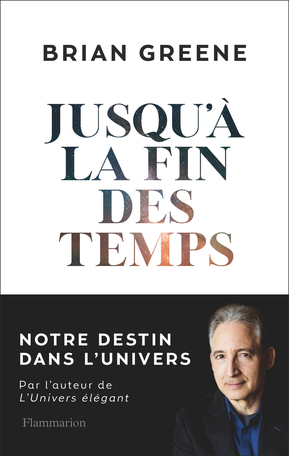 BRIAN GREENE
JUSQU'À
LA FIN
DES
TEMPS
NOTRE DESTIN
DANS L'UNIVERS
Par l'auteur de
L'Univers élégant
Flammarion